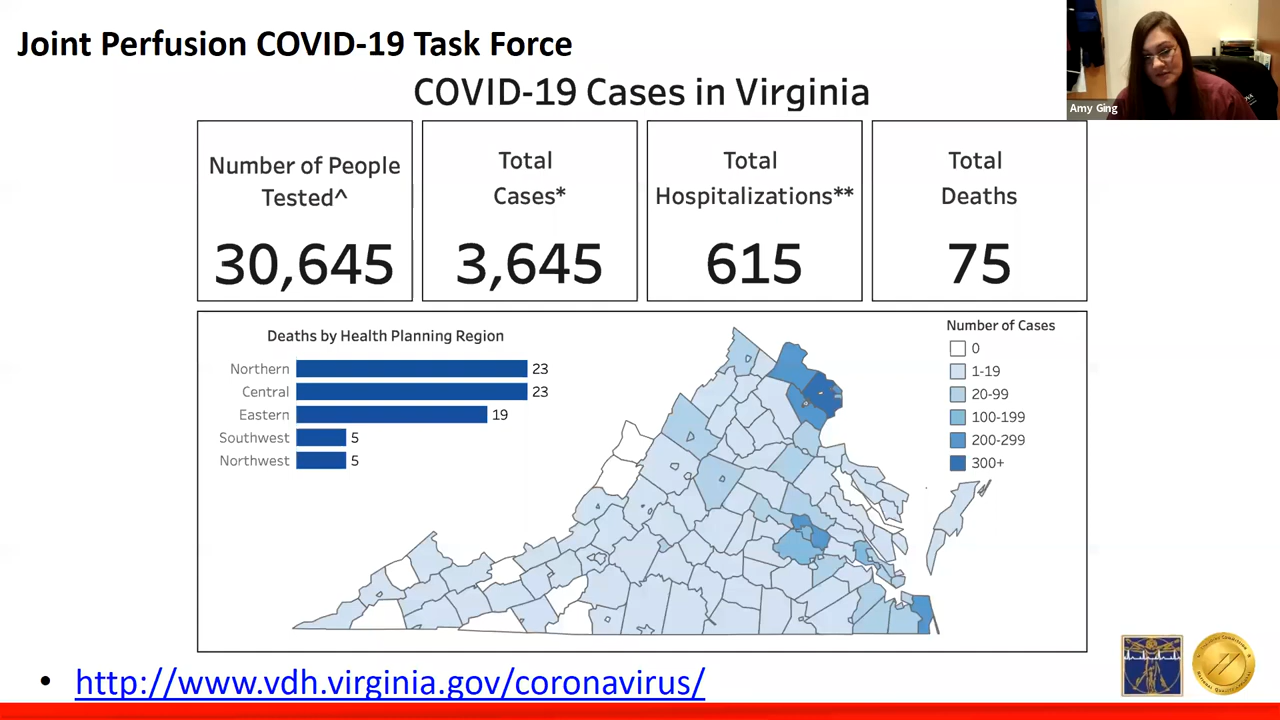 Joint Perfusion COVID-19 Task Force
Amy Ging
COVID-19 Cases in Virginia
Number of People
Tested^
30,645
Total
Cases*
3,645
Total
Hospitalizations**
615
Total
Deaths
75
Deaths by Health Planning Region
Northern 23
Central 23
Eastern 19
Southwest 5
Northwest 5
Number of Cases
0
1-19
20-99
100-199
200-299
300+
• http://www.vdh.virginia.gov/coronavirus/